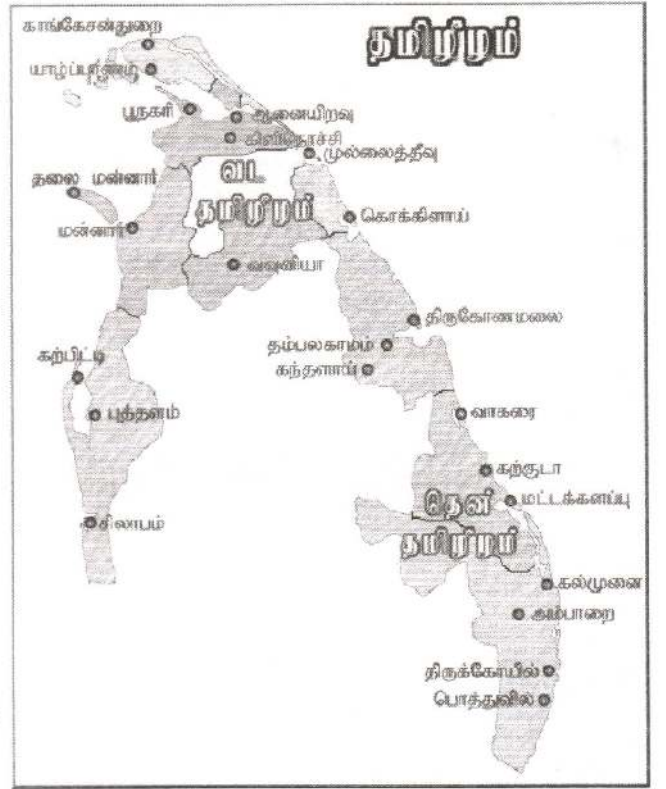 தமிழீழம்
காங்கேசன்துறை
யாழ்ப்பாணம்
பூநகரி
ஆனையிறவு
கிளிநொச்சி
முல்லைத்தீவு
வட
தமிழீழம்
தலை மன்னார்
மன்னார்
கொக்கிளாய்
வவுனியா
திருகோணமலை
தம்பலகாமம்
கந்தளாய்
கற்பிட்டி
புத்தளம்
வாகரை
கற்குடா
மட்டக்களப்பு
தென்
தமிழீழம்
சிலாபம்
கல்முனை
அம்பாறை
திருக்கோயில்
பொத்துவில்